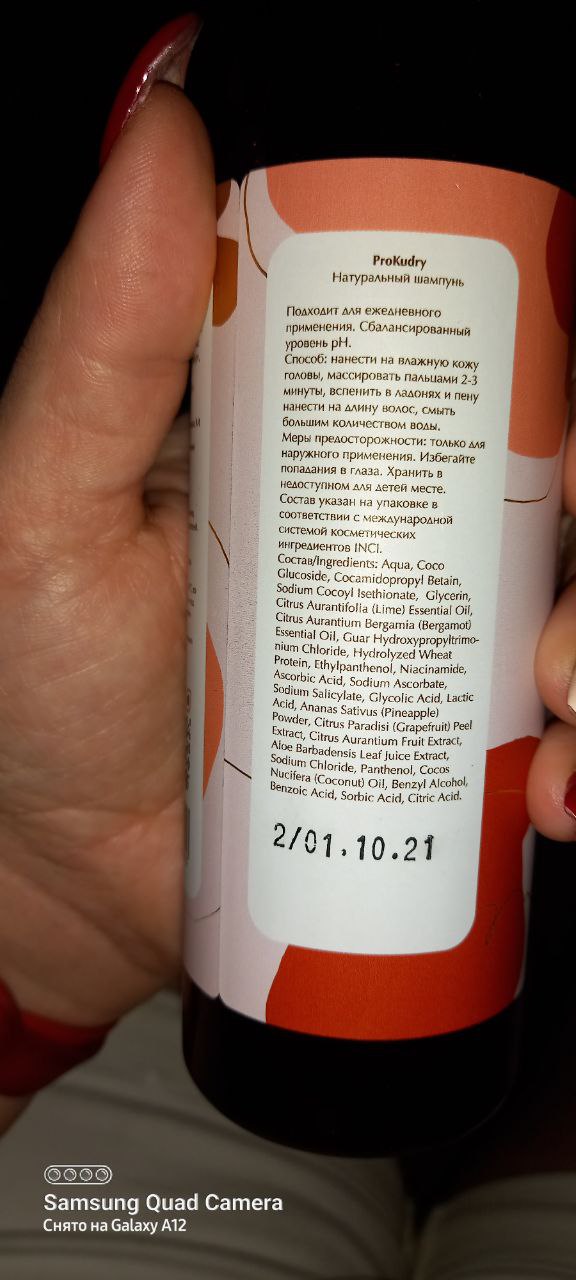 ProKudry
Натуральный шампунь
Подходит для ежедневного
применения. Сбалансированный
уровень рН.
Способ: нанести на влажную кожу
головы, массировать пальцами 2-3
минуты, вспенить в ладонях и пену
нанести на длину волос, смыть
большим количеством воды.
Меры предосторожности: только для
наружного применения. Избегайте
попадания в глаза. Хранить в
недоступном для детей месте.
Состав указан на упаковке в
соответствии с международной
системой косметических
ингредиентов INCI.
Состав/Ingredients: Aqua, Coco
Glucoside, Cocamidopropyl Betain,
Sodium Cocoyl Isethionate, Glycerin,
Citrus Aurantifolia (Lime) Essential Oil,
Citrus Aurantium Bergamia (Bergamot)
Essential Oil, Guar Hydroxypropyltrimo-
nium Chloride, Hydrolyzed Wheat
Protein, Ethylpanthenol, Niacinamide,
Ascorbic Acid, Sodium Ascorbate,
Sodium Salicylate, Glycolic Acid, Lactic
Acid, Ananas Sativus (Pineapple)
Powder, Citrus Paradisi (Grapefruit) Peel
Extract, Citrus Aurantium Fruit Extract,
Aloe Barbadensis Leaf Juice Extract,
Sodium Chloride, Panthenol, Cocos
Nucifera (Coconut) Oil, Benzyl Alcohol,
Benzoic Acid, Sorbic Acid, Citric Acid.
2/01.10.21
Samsung Quad Camera
Снято на Galaxy A12